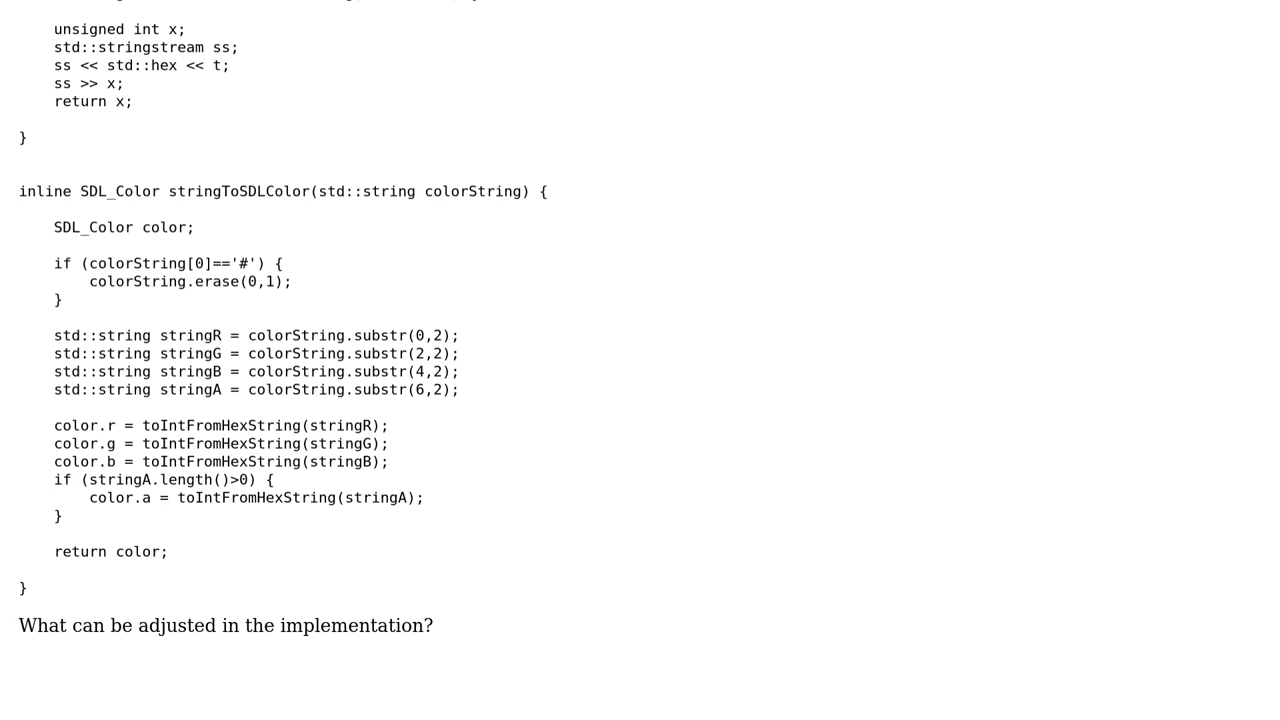 unsigned int x;
std::stringstream ss;
ss << std::hex << t;
ss >> x;
return x;
}
inline SDL_Color stringToSDLColor(std::string colorString) {
SDL_Color color;
if (colorString[0]=='#') {
colorString.erase(0,1);
}
std::string stringR = colorString.substr(0,2);
std::string stringG = colorString.substr(2,2);
std::string stringB = colorString.substr(4,2);
std::string stringA = colorString.substr(6,2);
color.r = toIntFromHexString(stringR);
color.g = toIntFromHexString(stringG);
color.b = toIntFromHexString(stringB);
if (stringA.length()>0) {
color.a = toIntFromHexString(stringA);
}
return color;
}
What can be adjusted in the implementation?